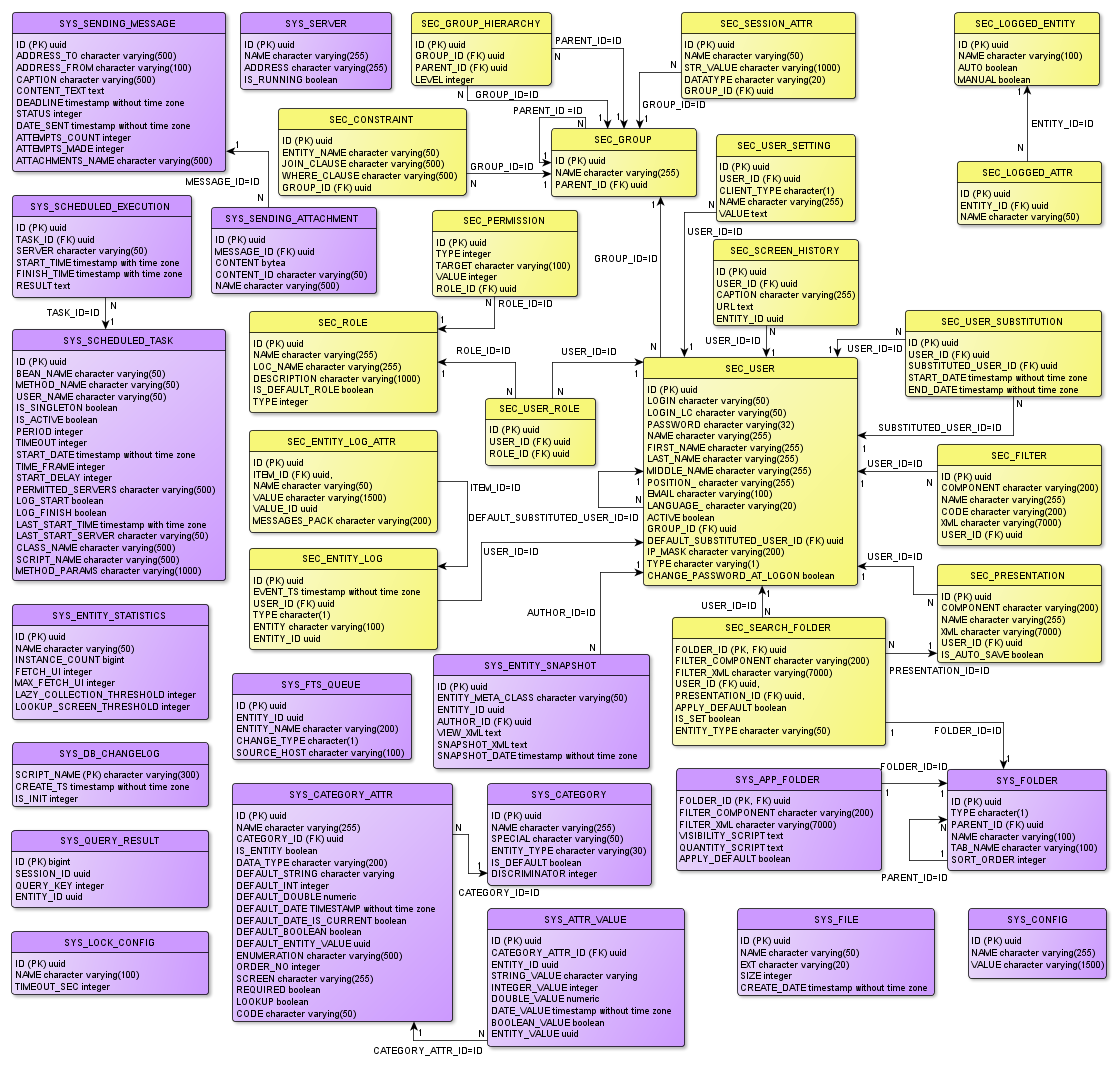 SYS_SENDING_MESSAGE
ID (PK) uuid
ADDRESS_TO character varying(500)
ADDRESS_FROM character varying(100)
CAPTION character varying(500)
CONTENT_TEXT text
DEADLINE timestamp without time zone
STATUS integer
DATE_SENT timestamp without time zone
ATTEMPTS_COUNT integer
ATTEMPTS_MADE integer
ATTACHMENTS_NAME character varying(500)
SYS_SERVER
ID (PK) uuid
NAME character varying(255)
ADDRESS character varying(255)
IS_RUNNING boolean
SEC_GROUP_HIERARCHY
ID (PK) uuid
GROUP_ID (FK) uuid
PARENT_ID (FK) uuid
LEVEL integer
PARENT_ID=ID
N
1
N
GROUP_ID=ID
1
SEC_SESSION_ATTR
ID (PK) uuid
NAME character varying(50)
STR_VALUE character varying(1000)
DATATYPE character varying(20)
GROUP_ID (FK) uuid
N
GROUP_ID=ID
1
SEC_LOGGED_ENTITY
ID (PK) uuid
NAME character varying(100)
AUTO boolean
MANUAL boolean
1
ENTITY_ID=ID
N
SEC_LOGGED_ATTR
ID (PK) uuid
ENTITY_ID (FK) uuid
NAME character varying(50)
SEC_CONSTRAINT
ID (PK) uuid
ENTITY_NAME character varying(50)
JOIN_CLAUSE character varying(500)
WHERE_CLAUSE character varying(500)
GROUP_ID (FK) uuid
GROUP_ID=ID
N
1
PARENT_ID =ID
N
1
SEC_GROUP
ID (PK) uuid
NAME character varying(255)
PARENT_ID (FK) uuid
SEC_USER_SETTING
ID (PK) uuid
USER_ID (FK) uuid
CLIENT_TYPE character(1)
NAME character varying(255)
VALUE text
N
USER_ID=ID
1
MESSAGE_ID=ID
1
N
SYS_SENDING_ATTACHMENT
ID (PK) uuid
MESSAGE_ID (FK) uuid
CONTENT bytea
CONTENT_ID character varying(50)
NAME character varying(500)
SYS_SCHEDULED_EXECUTION
ID (PK) uuid
TASK_ID (FK) uuid
SERVER character varying(50)
START_TIME timestamp with time zone
FINISH_TIME timestamp with time zone
RESULT text
N
TASK_ID=ID
1
SEC_PERMISSION
ID (PK) uuid
TYPE integer
TARGET character varying(100)
VALUE integer
ROLE_ID (FK) uuid
N
ROLE_ID=ID
1
1
GROUP_ID=ID
N
SEC_SCREEN_HISTORY
ID (PK) uuid
USER_ID (FK) uuid
CAPTION character varying(255)
URL text
ENTITY_ID uuid
N
USER_ID=ID
1
SEC_USER_SUBSTITUTION
ID (PK) uuid
USER_ID (FK) uuid
SUBSTITUTED_USER_ID (FK) uuid
START_DATE timestamp without time zone
END_DATE timestamp without time zone
N
USER_ID=ID
1
N
SUBSTITUTED_USER_ID=ID
1
SYS_SCHEDULED_TASK
ID (PK) uuid
BEAN_NAME character varying(50)
METHOD_NAME character varying(50)
USER_NAME character varying(50)
IS_SINGLETON boolean
IS_ACTIVE boolean
PERIOD integer
TIMEOUT integer
START_DATE timestamp without time zone
TIME_FRAME integer
START_DELAY integer
PERMITTED_SERVERS character varying(500)
LOG_START boolean
LOG_FINISH boolean
LAST_START_TIME timestamp with time zone
LAST_START_SERVER character varying(50)
CLASS_NAME character varying(500)
SCRIPT_NAME character varying(500)
METHOD_PARAMS character varying(1000)
SEC_ROLE
ID (PK) uuid
NAME character varying(255)
LOC_NAME character varying(255)
DESCRIPTION character varying(1000)
IS_DEFAULT_ROLE boolean
TYPE integer
ROLE_ID=ID
1
N
USER_ID=ID
N
1
SEC_USER_ROLE
ID (PK) uuid
USER_ID (FK) uuid
ROLE_ID (FK) uuid
SEC_USER
ID (PK) uuid
LOGIN character varying(50)
LOGIN_LC character varying(50)
PASSWORD character varying(32)
NAME character varying(255)
FIRST_NAME character varying(255)
LAST_NAME character varying(255)
MIDDLE_NAME character varying(255)
POSITION_ character varying(255)
EMAIL character varying(100)
LANGUAGE_ character varying(20)
ACTIVE boolean
GROUP_ID (FK) uuid
DEFAULT_SUBSTITUTED_USER_ID (FK) uuid
IP_MASK character varying(200)
TYPE character varying(1)
CHANGE_PASSWORD_AT_LOGON boolean
1
N
DEFAULT_SUBSTITUTED_USER_ID=ID
SEC_ENTITY_LOG_ATTR
ID (PK) uuid
ITEM_ID (FK) uuid,
NAME character varying(50)
VALUE character varying(1500)
VALUE_ID uuid
MESSAGES_PACK character varying(200)
ITEM_ID=ID
SEC_ENTITY_LOG
ID (PK) uuid
EVENT_TS timestamp without time zone
USER_ID (FK) uuid
TYPE character(1)
ENTITY character varying(100)
ENTITY_ID uuid
USER_ID=ID
1
SEC_FILTER
ID (PK) uuid
COMPONENT character varying(200)
NAME character varying(255)
CODE character varying(200)
XML character varying(7000)
USER_ID (FK) uuid
USER_ID=ID
1
N
SEC_PRESENTATION
ID (PK) uuid
COMPONENT character varying(200)
NAME character varying(255)
XML character varying(7000)
USER_ID (FK) uuid
IS_AUTO_SAVE boolean
USER_ID=ID
1
N
AUTHOR_ID=ID
1
N
USER_ID=ID
1
N
SEC_SEARCH_FOLDER
FOLDER_ID (PK, FK) uuid
FILTER_COMPONENT character varying(200)
FILTER_XML character varying(7000)
USER_ID (FK) uuid,
PRESENTATION_ID (FK) uuid,
APPLY_DEFAULT boolean
IS_SET boolean
ENTITY_TYPE character varying(50)
N
1
PRESENTATION_ID=ID
1
FOLDER_ID=ID
1
SYS_ENTITY_STATISTICS
ID (PK) uuid
NAME character varying(50)
INSTANCE_COUNT bigint
FETCH_UI integer
MAX_FETCH_UI integer
LAZY_COLLECTION_THRESHOLD integer
LOOKUP_SCREEN_THRESHOLD integer
SYS_FTS_QUEUE
ID (PK) uuid
ENTITY_ID uuid
ENTITY_NAME character varying(200)
CHANGE_TYPE character(1)
SOURCE_HOST character varying(100)
SYS_ENTITY_SNAPSHOT
ID (PK) uuid
ENTITY_META_CLASS character varying(50)
ENTITY_ID uuid
AUTHOR_ID (FK) uuid
VIEW_XML text
SNAPSHOT_XML text
SNAPSHOT_DATE timestamp without time zone
SYS_DB_CHANGELOG
SCRIPT_NAME (PK) character varying(300)
CREATE_TS timestamp without time zone
IS_INIT integer
SYS_QUERY_RESULT
ID (PK) bigint
SESSION_ID uuid
QUERY_KEY integer
ENTITY_ID uuid
SYS_LOCK_CONFIG
ID (PK) uuid
NAME character varying(100)
TIMEOUT_SEC integer
SYS_CATEGORY_ATTR
ID (PK) uuid
NAME character varying(255)
CATEGORY_ID (FK) uuid
IS_ENTITY boolean
DATA_TYPE character varying(200)
DEFAULT_STRING character varying
DEFAULT_INT integer
DEFAULT_DOUBLE numeric
DEFAULT_DATE TIMESTAMP without time zone
DEFAULT_DATE_IS_CURRENT boolean
DEFAULT_BOOLEAN boolean
DEFAULT_ENTITY_VALUE uuid
ENUMERATION character varying(500)
ORDER_NO integer
SCREEN character varying(255)
REQUIRED boolean
LOOKUP boolean
CODE character varying(50)
N
1
CATEGORY_ID=ID
SYS_CATEGORY
ID (PK) uuid
NAME character varying(255)
SPECIAL character varying(50)
ENTITY_TYPE character varying(30)
IS_DEFAULT boolean
DISCRIMINATOR integer
SYS_APP_FOLDER
FOLDER_ID (PK, FK) uuid
FILTER_COMPONENT character varying(200)
FILTER_XML character varying(7000)
VISIBILITY_SCRIPT text
QUANTITY_SCRIPT text
APPLY_DEFAULT boolean
FOLDER_ID=ID
1
1
SYS_FOLDER
ID (PK) uuid
TYPE character(1)
PARENT_ID (FK) uuid
NAME character varying(100)
TAB_NAME character varying(100)
SORT_ORDER integer
N
1
PARENT_ID=ID
SYS_ATTR_VALUE
ID (PK) uuid
CATEGORY_ATTR_ID (FK) uuid
ENTITY_ID uuid
STRING_VALUE character varying
INTEGER_VALUE integer
DOUBLE_VALUE numeric
DATE_VALUE timestamp without time zone
BOOLEAN_VALUE boolean
ENTITY_VALUE uuid
1
N
CATEGORY_ATTR_ID=ID
SYS_FILE
ID (PK) uuid
NAME character varying(50)
EXT character varying(20)
SIZE integer
CREATE_DATE timestamp without time zone
SYS_CONFIG
ID (PK) uuid
NAME character varying(255)
VALUE character varying(1500)